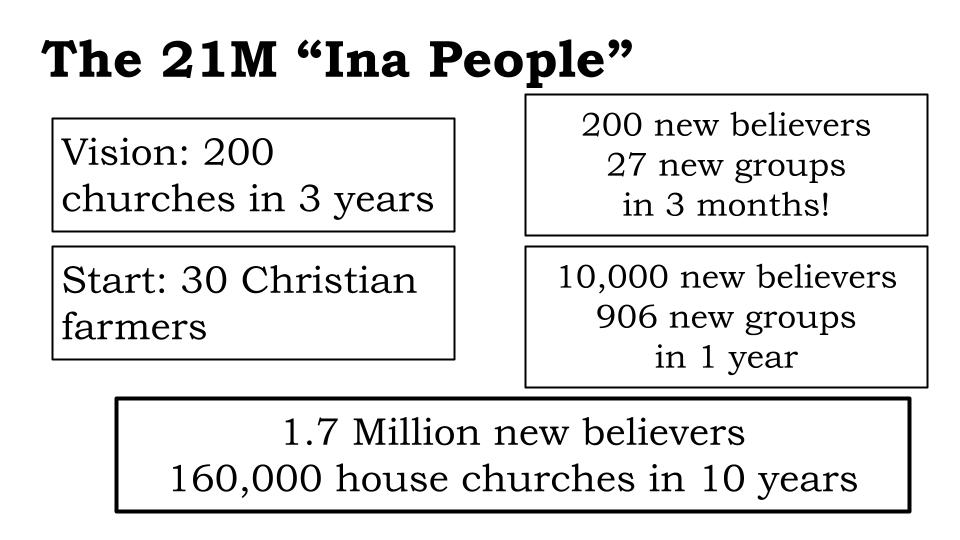 The 21M “Ina People”
Vision: 200
churches in 3 years
Start: 30 Christian
farmers
200 new believers
27 new groups
in 3 months!
10,000 new believers
906 new groups
in 1 year
1.7 Million new believers
160,000 house churches in 10 years